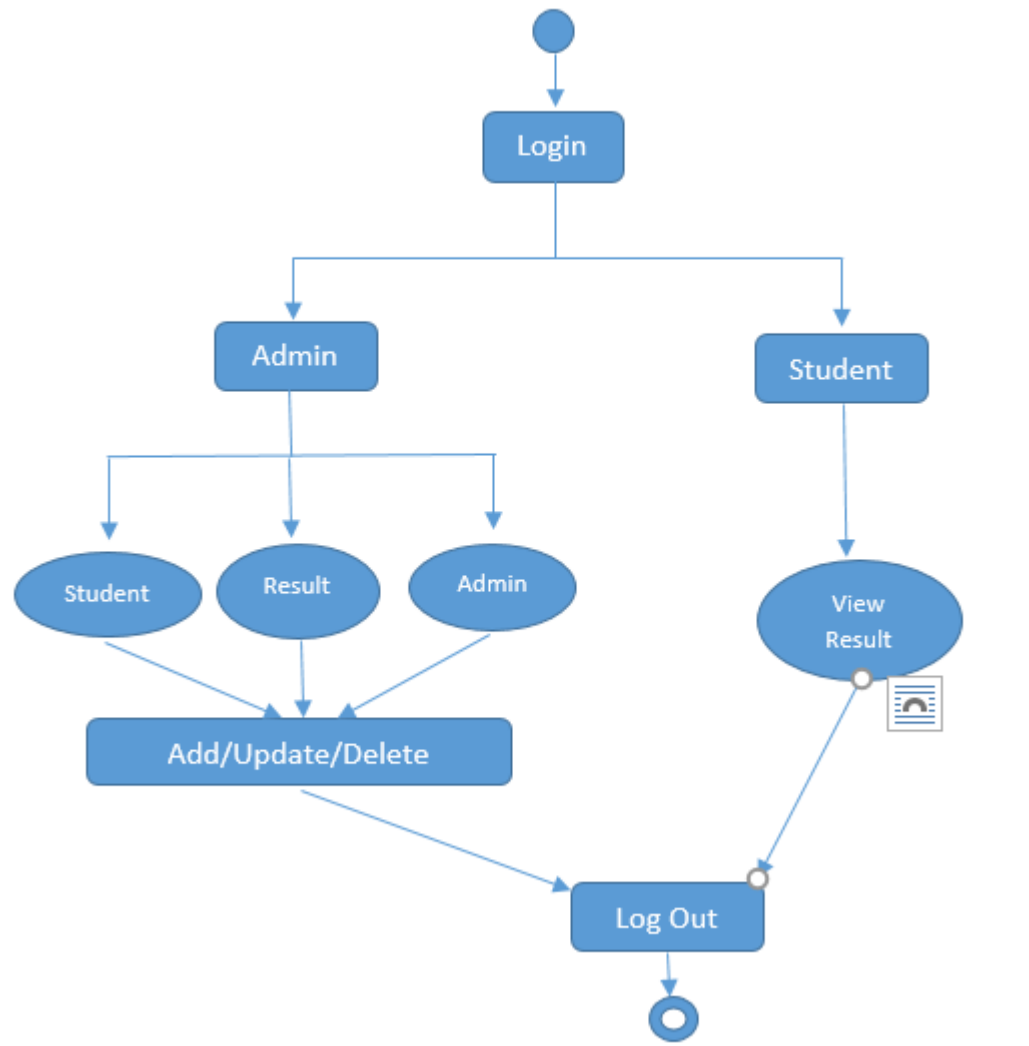 Login
Admin
Student
Student
Result
Admin
View
Result
Add/Update/Delete
Log Out